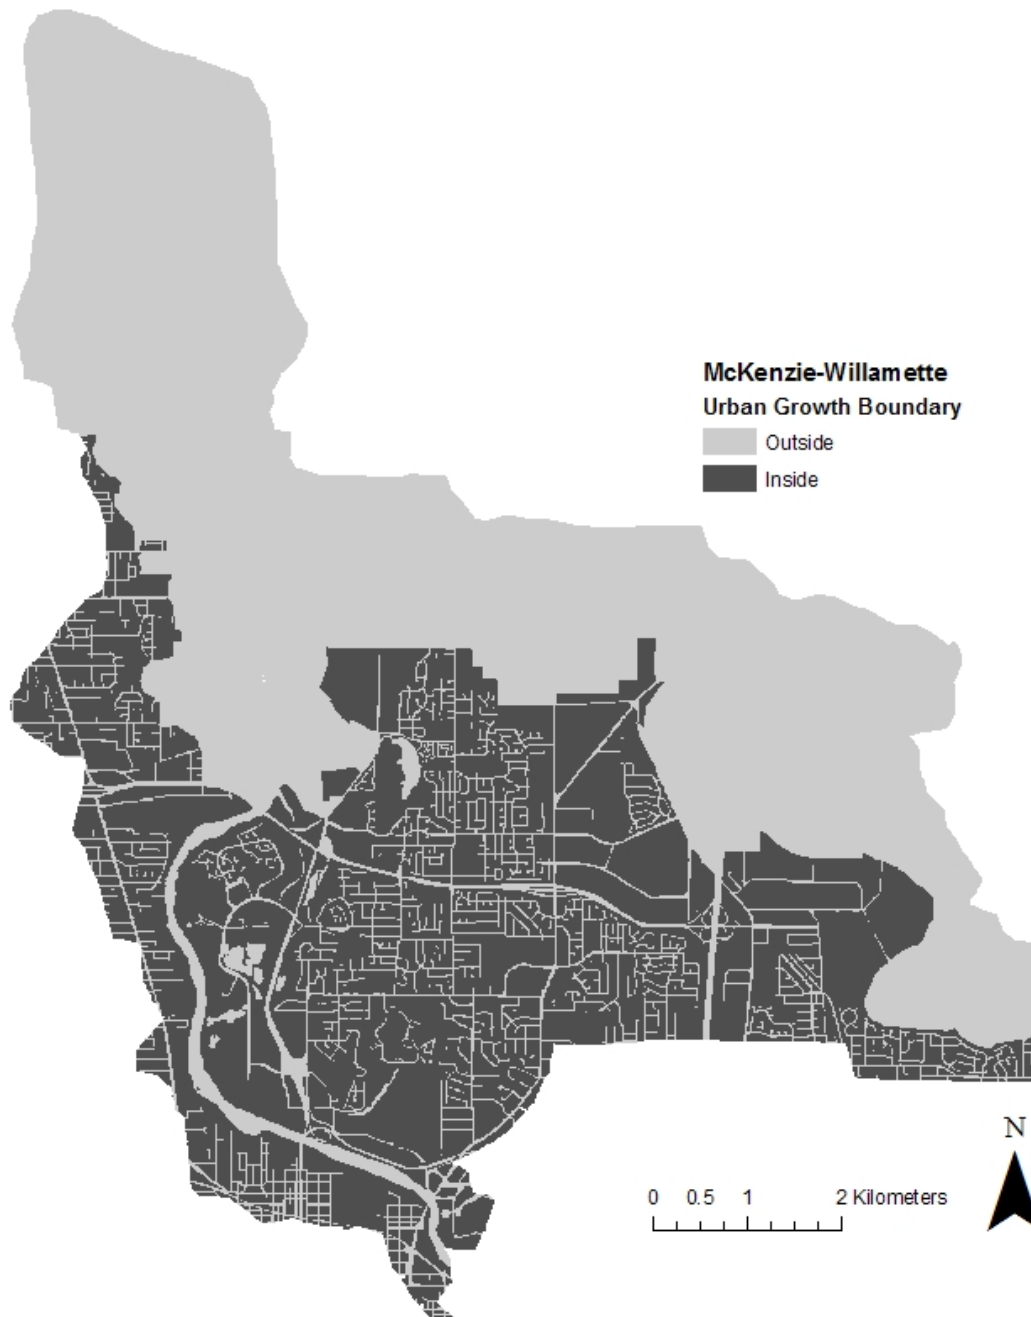 McKenzie-Willamette
Urban Growth Boundary
Outside
Inside
N
0 0.5 1 2 Kilometers